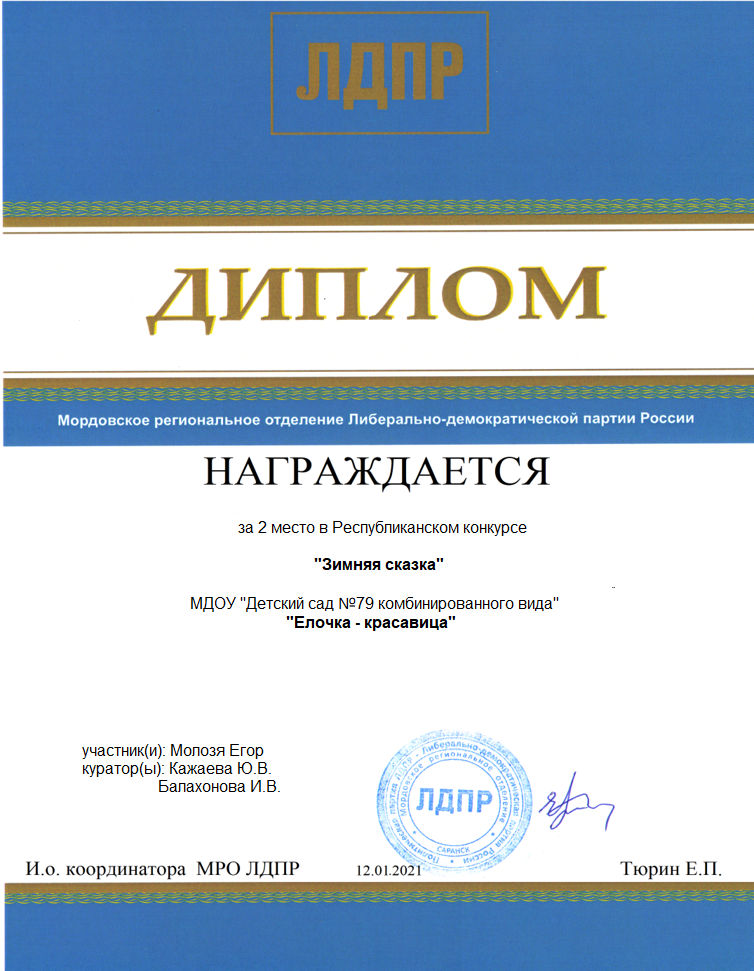 ЛДПР
ДИПЛОМ
Мордовское региональное отделение Либерально-демократической партии России
НАГРАЖДАЕТСЯ
за 2 место в Республиканском конкурсе
"Зимняя сказка"
МДОУ "Детский сад №79 комбинированного вида"
"Елочка - красавица"
участник(и): Молозя Егор
куратор(ы): Кажаева Ю.В.
Балахонова И.В.
Политическая партия ЛДПР - Либерально-демократическая партия России
Мордовское региональное отделение
ЛДПР
САРАНСК
И.о. координатора МРО ЛДПР
12.01.2021
Тюрин Е.П.